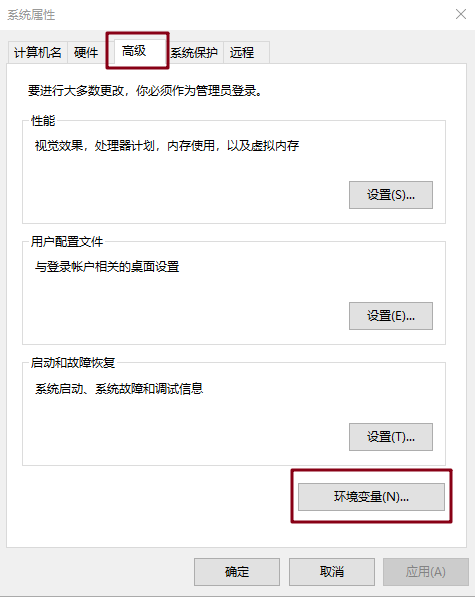 系统属性
计算机名 硬件 高级 系统保护 远程
要进行大多数更改，你必须作为管理员登录。
性能
视觉效果，处理器计划，内存使用，以及虚拟内存
设置(S)...
用户配置文件
与登录帐户相关的桌面设置
设置(E)...
启动和故障恢复
系统启动、系统故障和调试信息
设置(T)...
环境变量(N)...
确定 取消 应用(A)